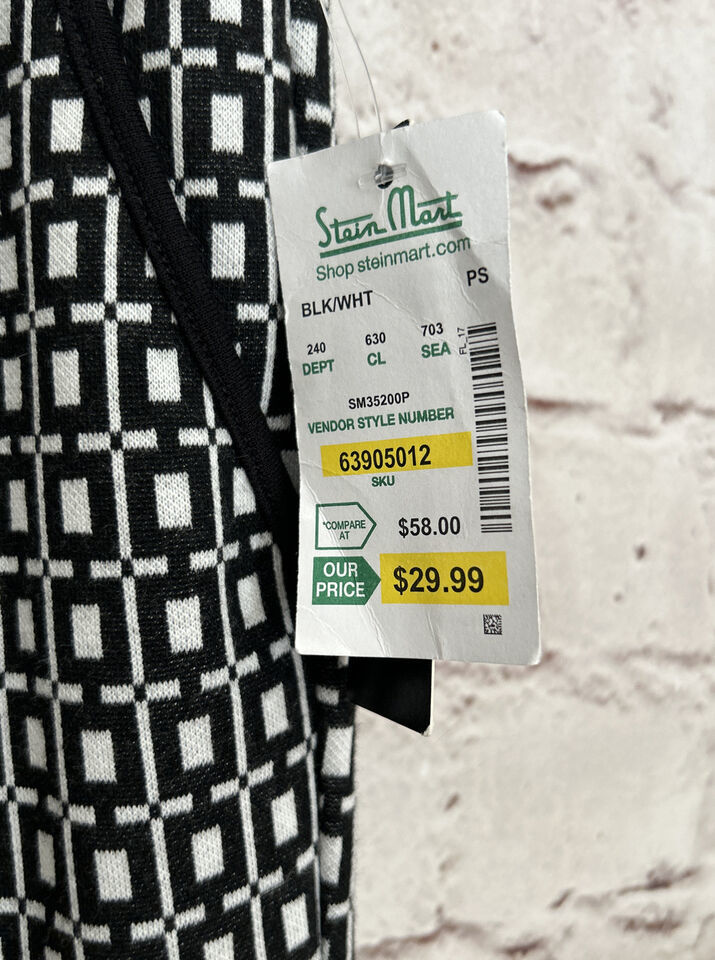 Stein Mart
Shop steinmart.com
BLK/WHT
PS
240 630 703
DEPT CL SEA
FL_17
SM35200P
VENDOR STYLE NUMBER
63905012
SKU
*COMPARE AT
$58.00
OUR PRICE
$29.99